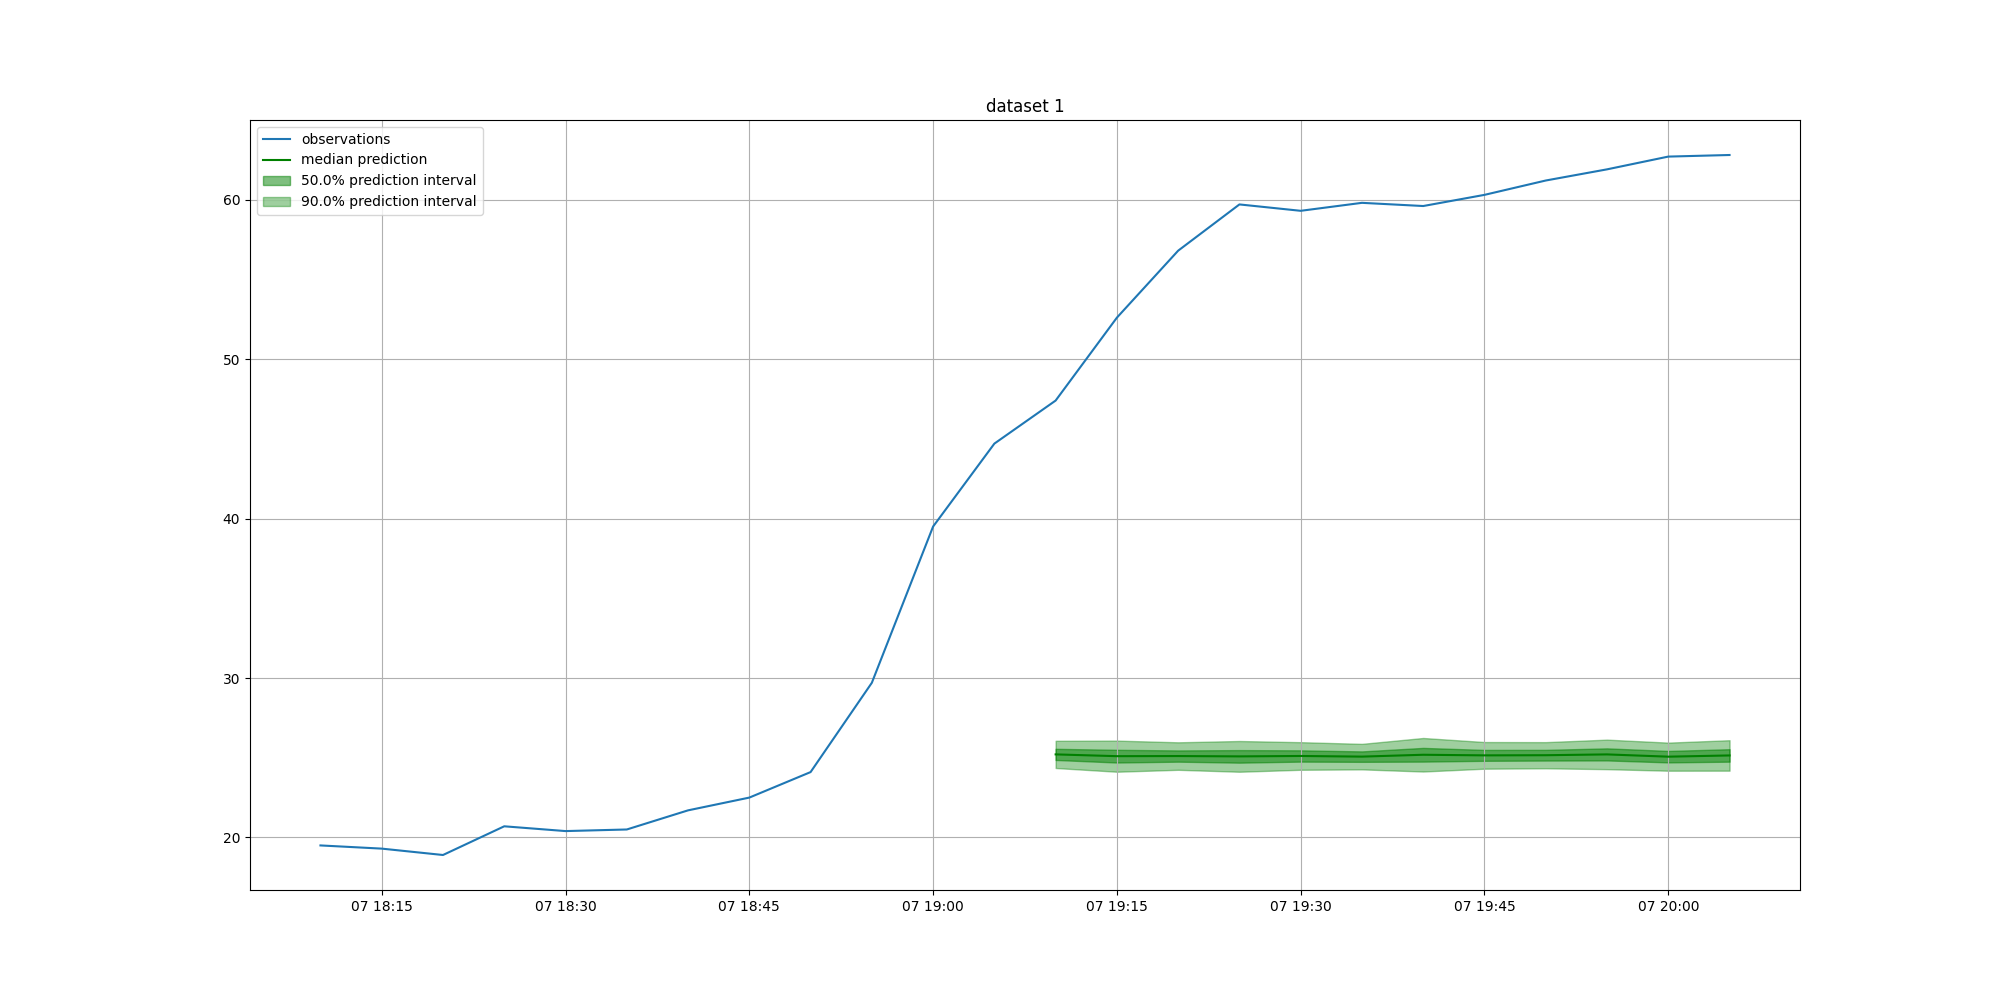 dataset 1
observations
median prediction
50.0% prediction interval
90.0% prediction interval
60
50
40
30
20
07 18:15
07 18:30
07 18:45
07 19:00
07 19:15
07 19:30
07 19:45
07 20:00